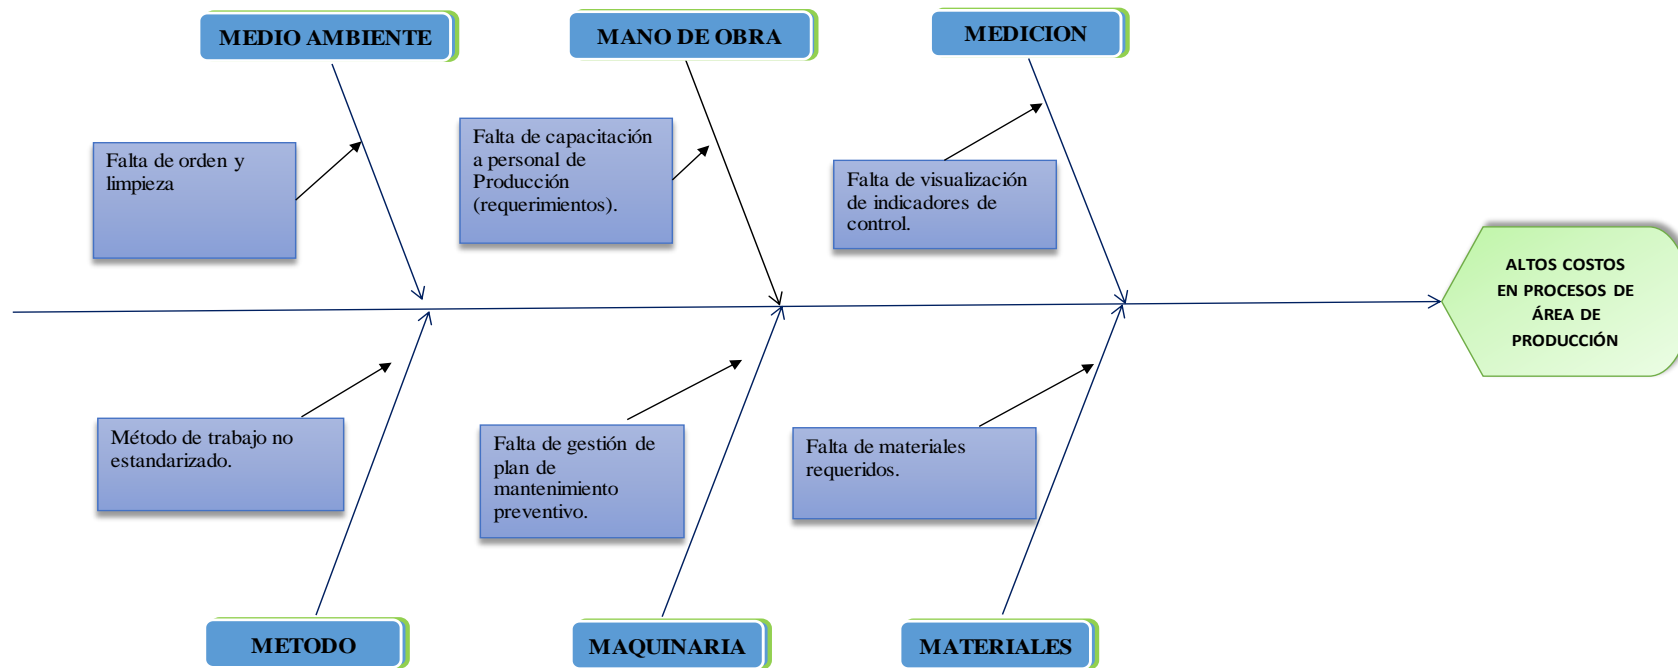 MEDIO AMBIENTE
MANO DE OBRA
MEDICION
Falta de orden y
limpieza
Falta de capacitación
a personal de
Producción
(requerimientos).
Falta de visualización
de indicadores de
control.
ALTOS COSTOS
EN PROCESOS DE
ÁREA DE
PRODUCCIÓN
Método de trabajo no
estandarizado.
Falta de gestión de
plan de
mantenimiento
preventivo.
Falta de materiales
requeridos.
METODO
MAQUINARIA
MATERIALES